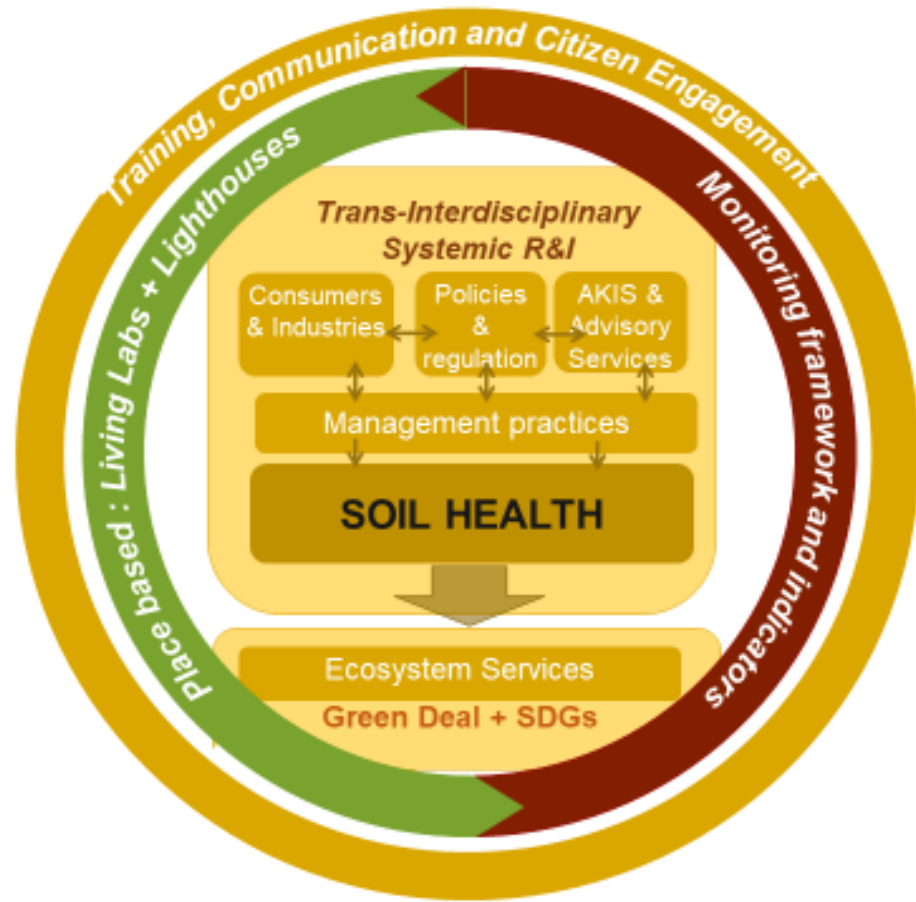 Training, Communication and Citizen Engagement
Place based : Living Labs + Lighthouses
Monitoring framework and indicators
Trans-Interdisciplinary
Systemic R&I
Consumers
& Industries
Policies
&
regulation
AKIS &
Advisory
Services
Management practices
SOIL HEALTH
Ecosystem Services
Green Deal + SDGs